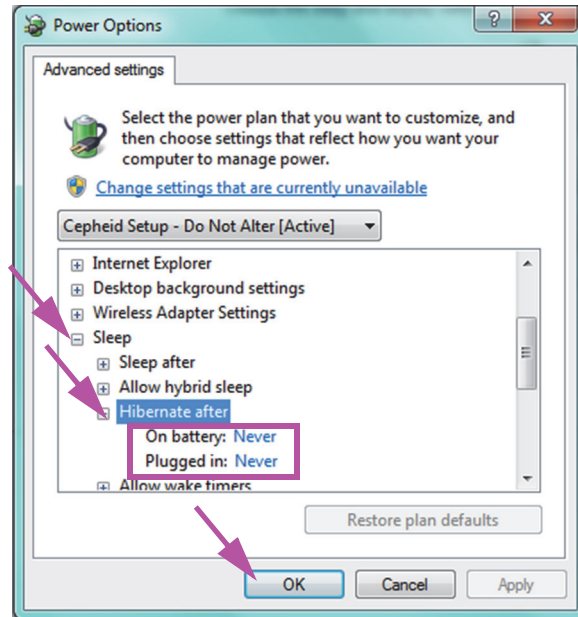 Power Options
Advanced settings
Select the power plan that you want to customize, and
then choose settings that reflect how you want your
computer to manage power.
Change settings that are currently unavailable
Cepheid Setup - Do Not Alter [Active]
Internet Explorer
Desktop background settings
Wireless Adapter Settings
Sleep
Sleep after
Allow hybrid sleep
Hibernate after
On battery: Never
Plugged in: Never
Allow wake timers
Restore plan defaults
OK Cancel Apply